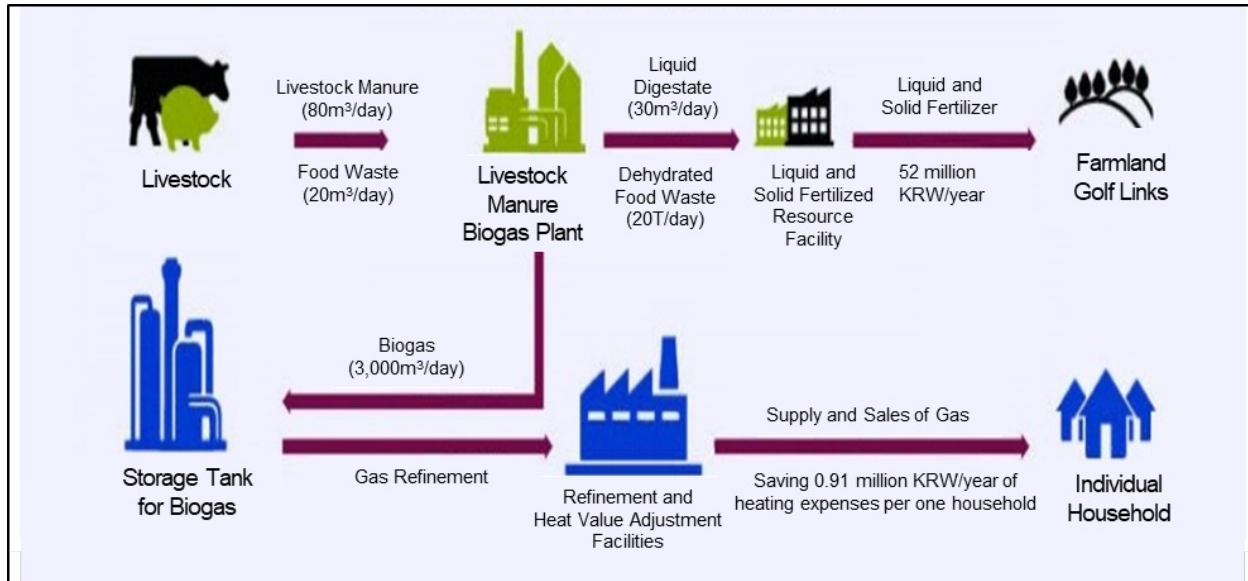 Livestock Manure
(80m³/day)
Food Waste
(20m³/day)
Livestock
Livestock
Manure
Biogas Plant
Liquid
Digestate
(30m³/day)
Dehydrated
Food Waste
(20T/day)
Liquid and
Solid Fertilized
Resource
Facility
Liquid and
Solid Fertilizer
52 million
KRW/year
Farmland
Golf Links
Biogas
(3,000m³/day)
Storage Tank
for Biogas
Gas Refinement
Refinement and
Heat Value Adjustment
Facilities
Supply and Sales of Gas
Saving 0.91 million KRW/year of
heating expenses per one household
Individual
Household